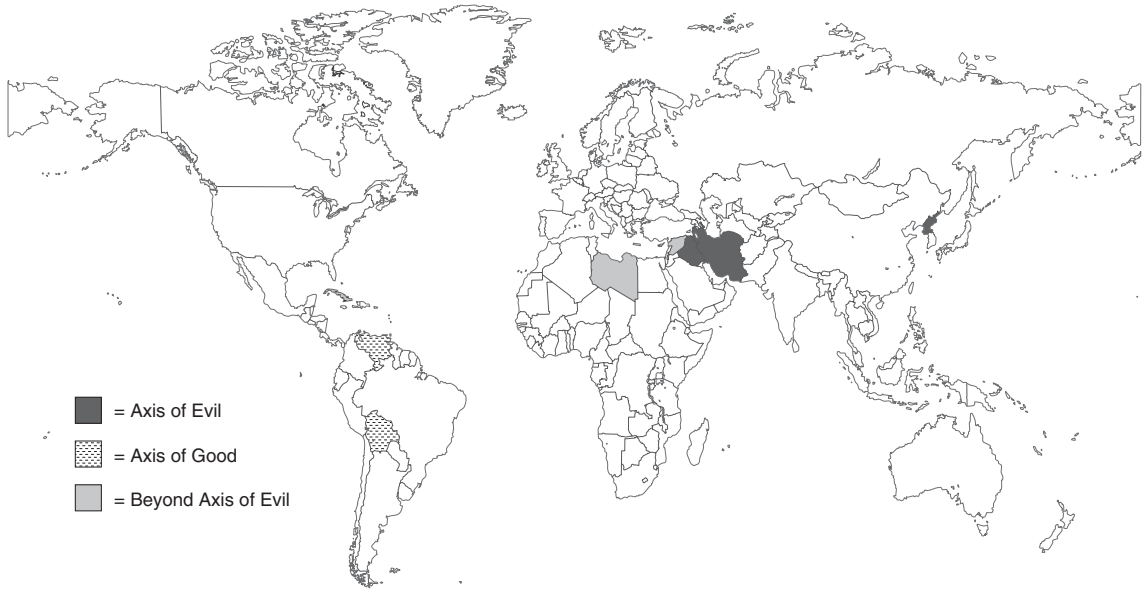 = Axis of Evil
= Axis of Good
= Beyond Axis of Evil